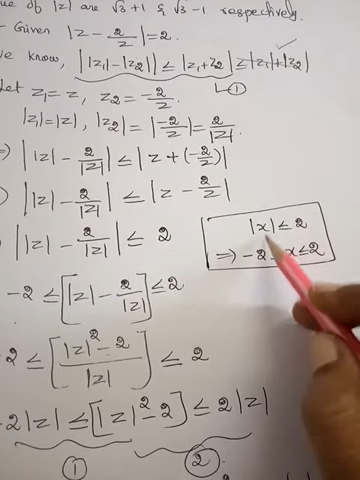 ue of |z| are √3 +1 & √3 -1 respectively.
- Given |z - 2/z| = 2.
we know, ||z₁| - |z₂|| ≤ |z₁ + z₂| ≤ |z₁| + |z₂|
①
Let z₁ = z, z₂ = -2/z.
|z₁| = |z|, |z₂| = |-2/z| = 2/|z|
⇒) ||z| - 2/|z|| ≤ |z + (-2/z)|
) ||z| - 2/|z|| ≤ |z - 2/z|
||z| - 2/|z|| ≤ 2
|x| ≤ 2
⇒ -2 ≤ x ≤ 2
-2 ≤ [|z| - 2/|z|] ≤ 2
2 ≤ [|z|² - 2/|z|] ≤ 2
-2|z| ≤ [|z|² - 2] ≤ 2|z|
① ②